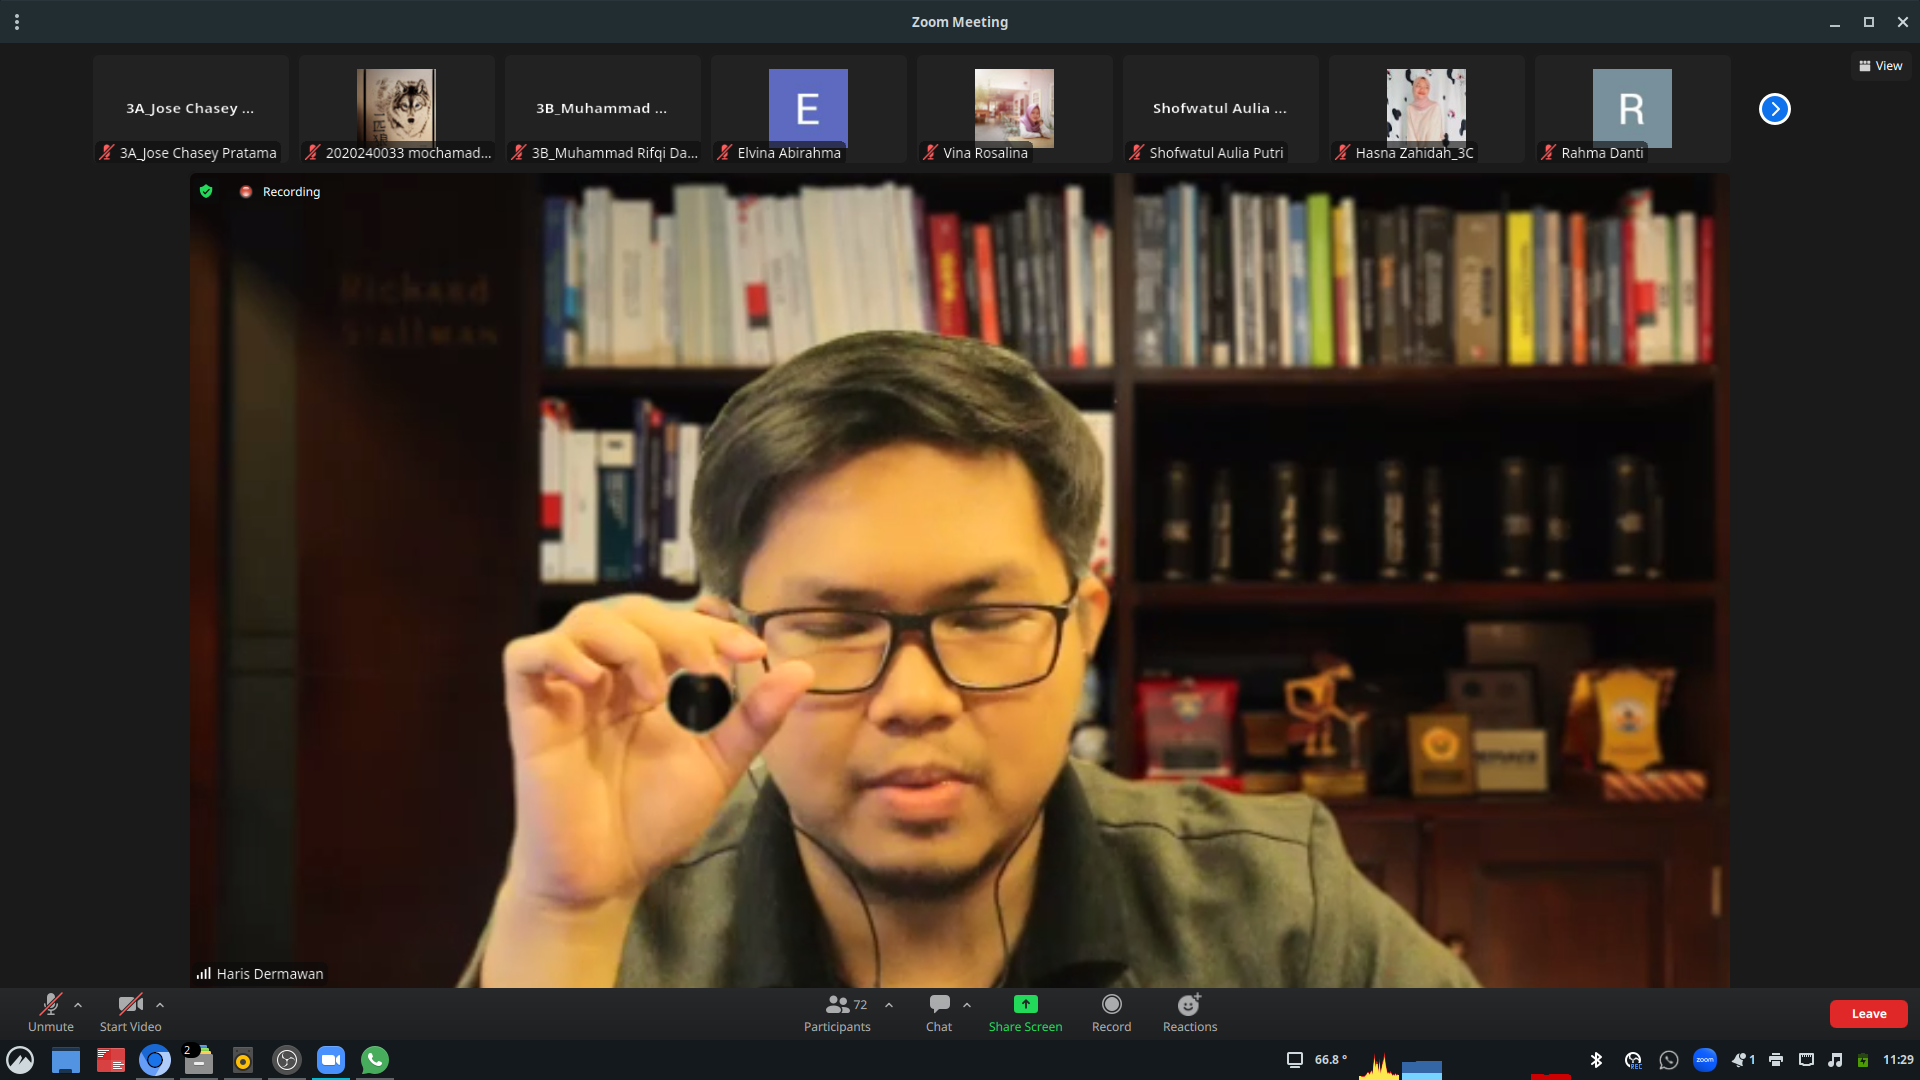 Zoom Meeting
View
3A_Jose Chasey ...
3B_Muhammad ...
E
Shofwatul Aulia ...
R
3A_Jose Chasey Pratama
2020240033 mochamad...
3B_Muhammad Rifqi Da...
Elvina Abirahma
Vina Rosalina
Shofwatul Aulia Putri
Hasna Zahidah_3C
Rahma Danti
Recording
Richard
Stallman
Haris Dermawan
Unmute
Start Video
72
Participants
Chat
Share Screen
Record
Reactions
Leave
2
66.8 °
REC
zoom
1
11:29